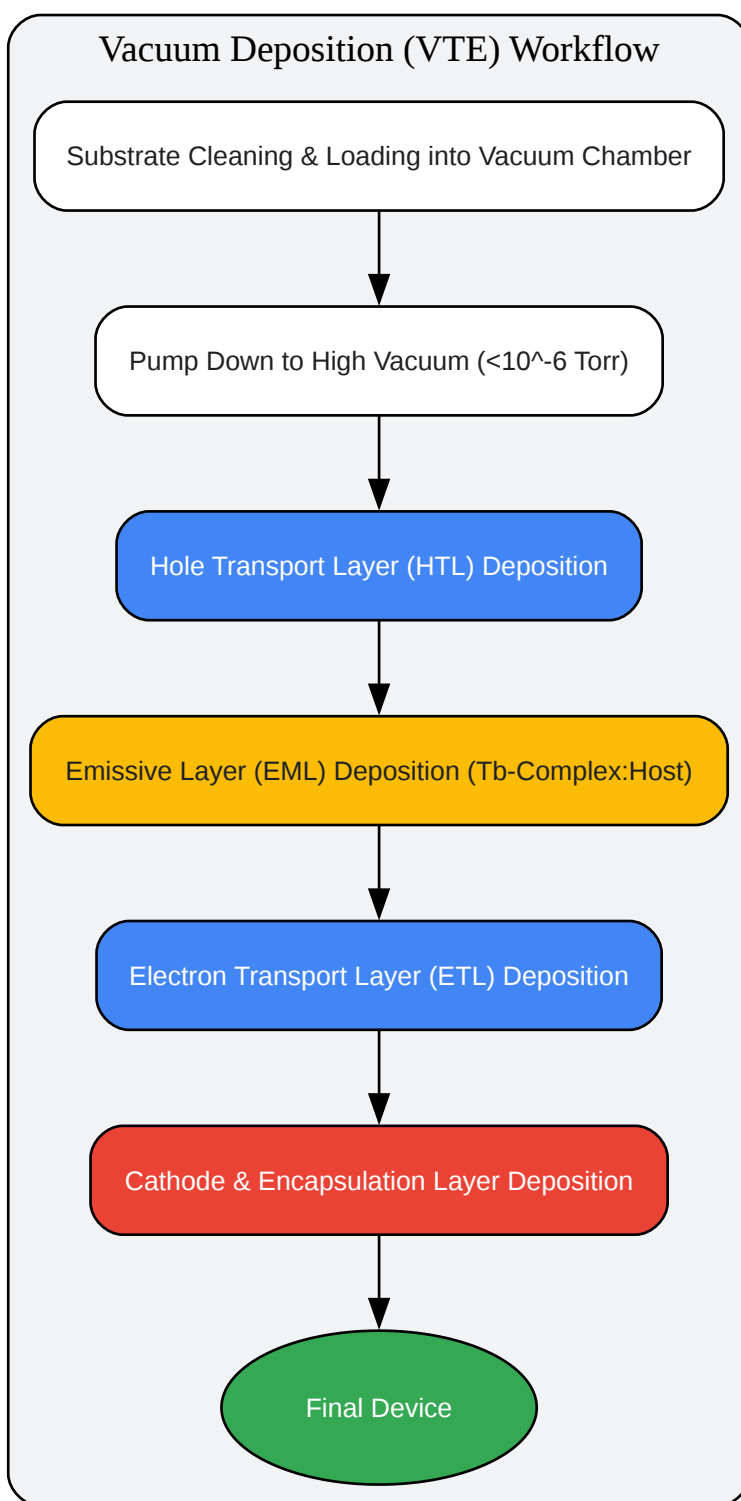 Vacuum Deposition (VTE) Workflow
Substrate Cleaning & Loading into Vacuum Chamber
Pump Down to High Vacuum (<10^-6 Torr)
Hole Transport Layer (HTL) Deposition
Emissive Layer (EML) Deposition (Tb-Complex:Host)
Electron Transport Layer (ETL) Deposition
Cathode & Encapsulation Layer Deposition
Final Device